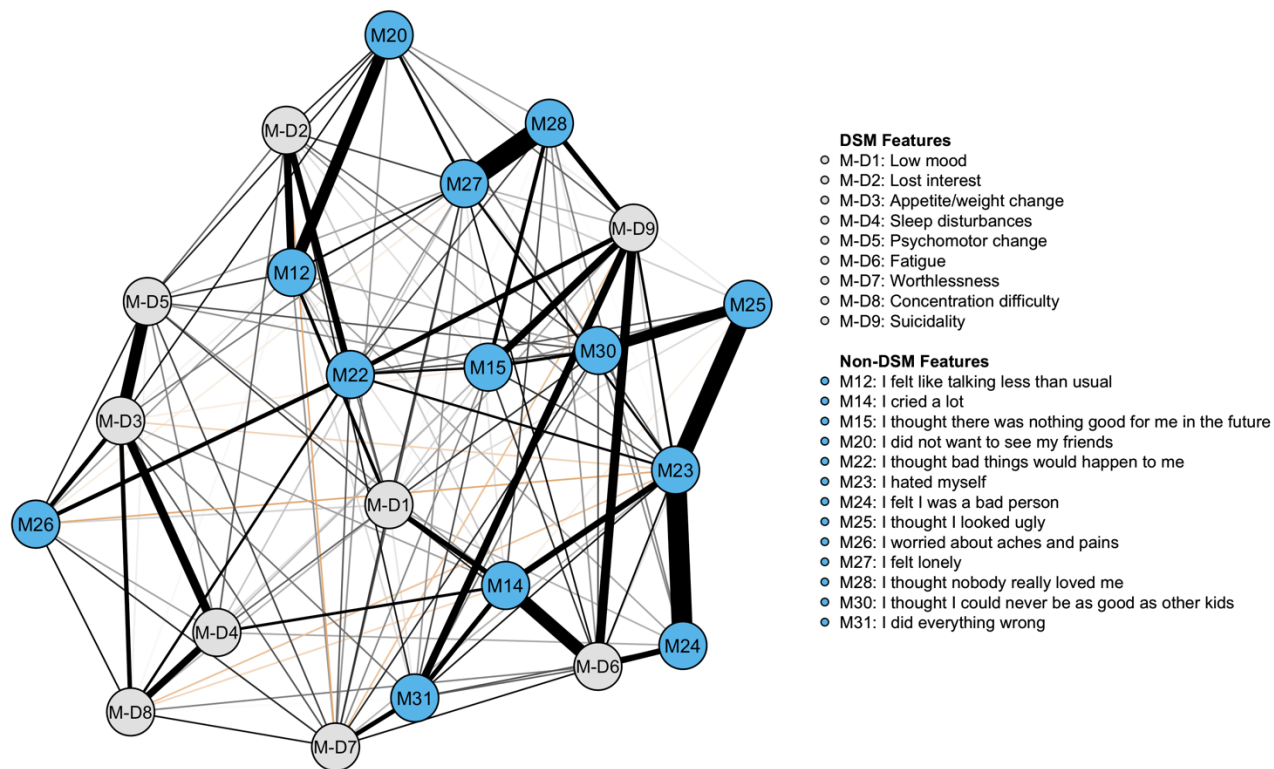 M20
M28
M-D2
M27
M-D9
M12
M-D5
M25
M30
M15
M22
M-D3
M23
M-D1
M26
M14
M-D4
M24
M-D6
M31
M-D8
M-D7
DSM Features
M-D1: Low mood
M-D2: Lost interest
M-D3: Appetite/weight change
M-D4: Sleep disturbances
M-D5: Psychomotor change
M-D6: Fatigue
M-D7: Worthlessness
M-D8: Concentration difficulty
M-D9: Suicidality
Non-DSM Features
M12: I felt like talking less than usual
M14: I cried a lot
M15: I thought there was nothing good for me in the future
M20: I did not want to see my friends
M22: I thought bad things would happen to me
M23: I hated myself
M24: I felt I was a bad person
M25: I thought I looked ugly
M26: I worried about aches and pains
M27: I felt lonely
M28: I thought nobody really loved me
M30: I thought I could never be as good as other kids
M31: I did everything wrong